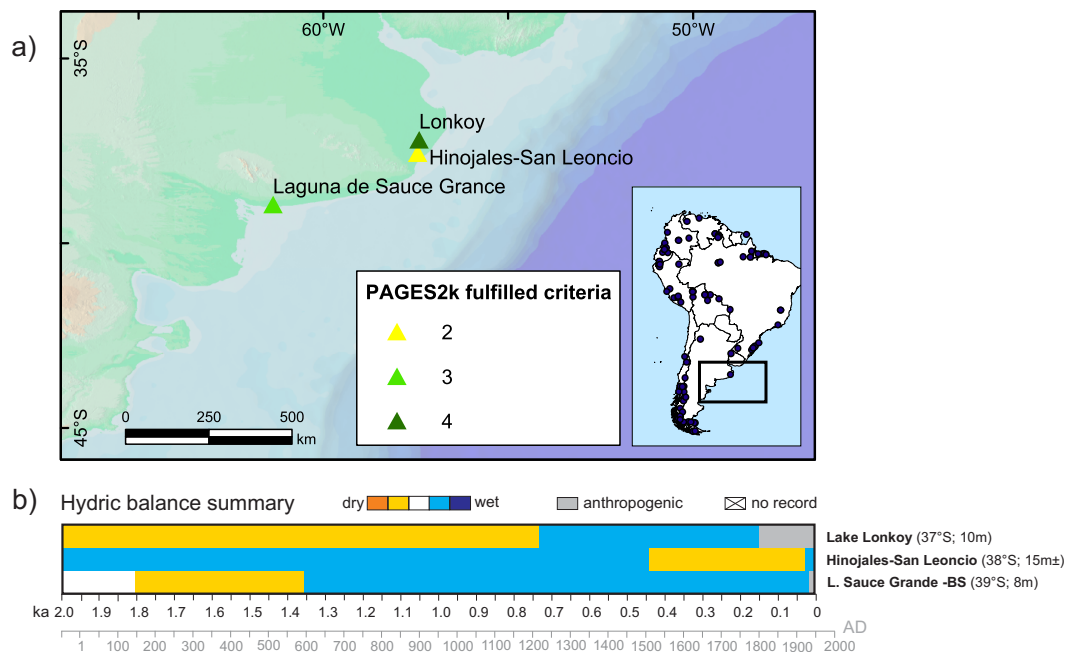 a)
60°W
50°W
35°S
Lonkoy
Hinojales-San Leoncio
Laguna de Sauce Grance
PAGES2k fulfilled criteria
2
3
4
0 250 500
km
45°S
b) Hydric balance summary dry wet anthropogenic no record
Lake Lonkoy (37°S; 10m)
Hinojales-San Leoncio (38°S; 15m±)
L. Sauce Grande -BS (39°S; 8m)
ka 2.0 1.9 1.8 1.7 1.6 1.5 1.4 1.3 1.2 1.1 1.0 0.9 0.8 0.7 0.6 0.5 0.4 0.3 0.2 0.1 0
AD
1 100 200 300 400 500 600 700 800 900 1000 1100 1200 1300 1400 1500 1600 1700 1800 1900 2000